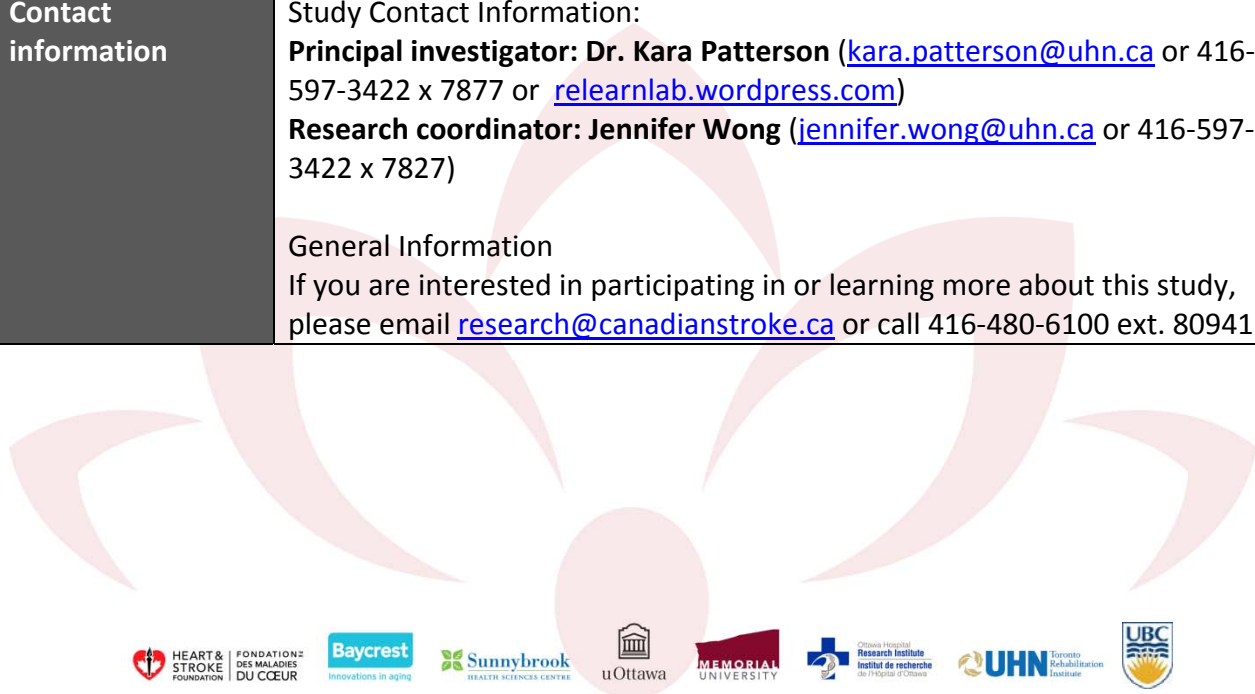 Contact
information
Study Contact Information:
Principal investigator: Dr. Kara Patterson (kara.patterson@uhn.ca or 416-
597-3422 x 7877 or relearnlab.wordpress.com)
Research coordinator: Jennifer Wong (jennifer.wong@uhn.ca or 416-597-
3422 x 7827)
General Information
If you are interested in participating in or learning more about this study,
please email research@canadianstroke.ca or call 416-480-6100 ext. 80941
HEART &
STROKE
FOUNDATION
FONDATION
DES MALADIES
DU CŒUR
Baycrest
Innovations in aging
Sunnybrook
HEALTH SCIENCES CENTRE
uOttawa
MEMORIAL
UNIVERSITY
Ottawa Hospital
Research Institute
Institut de recherche
de l'Hôpital d'Ottawa
UHN
Toronto
Rehabilitation
Institute
UBC